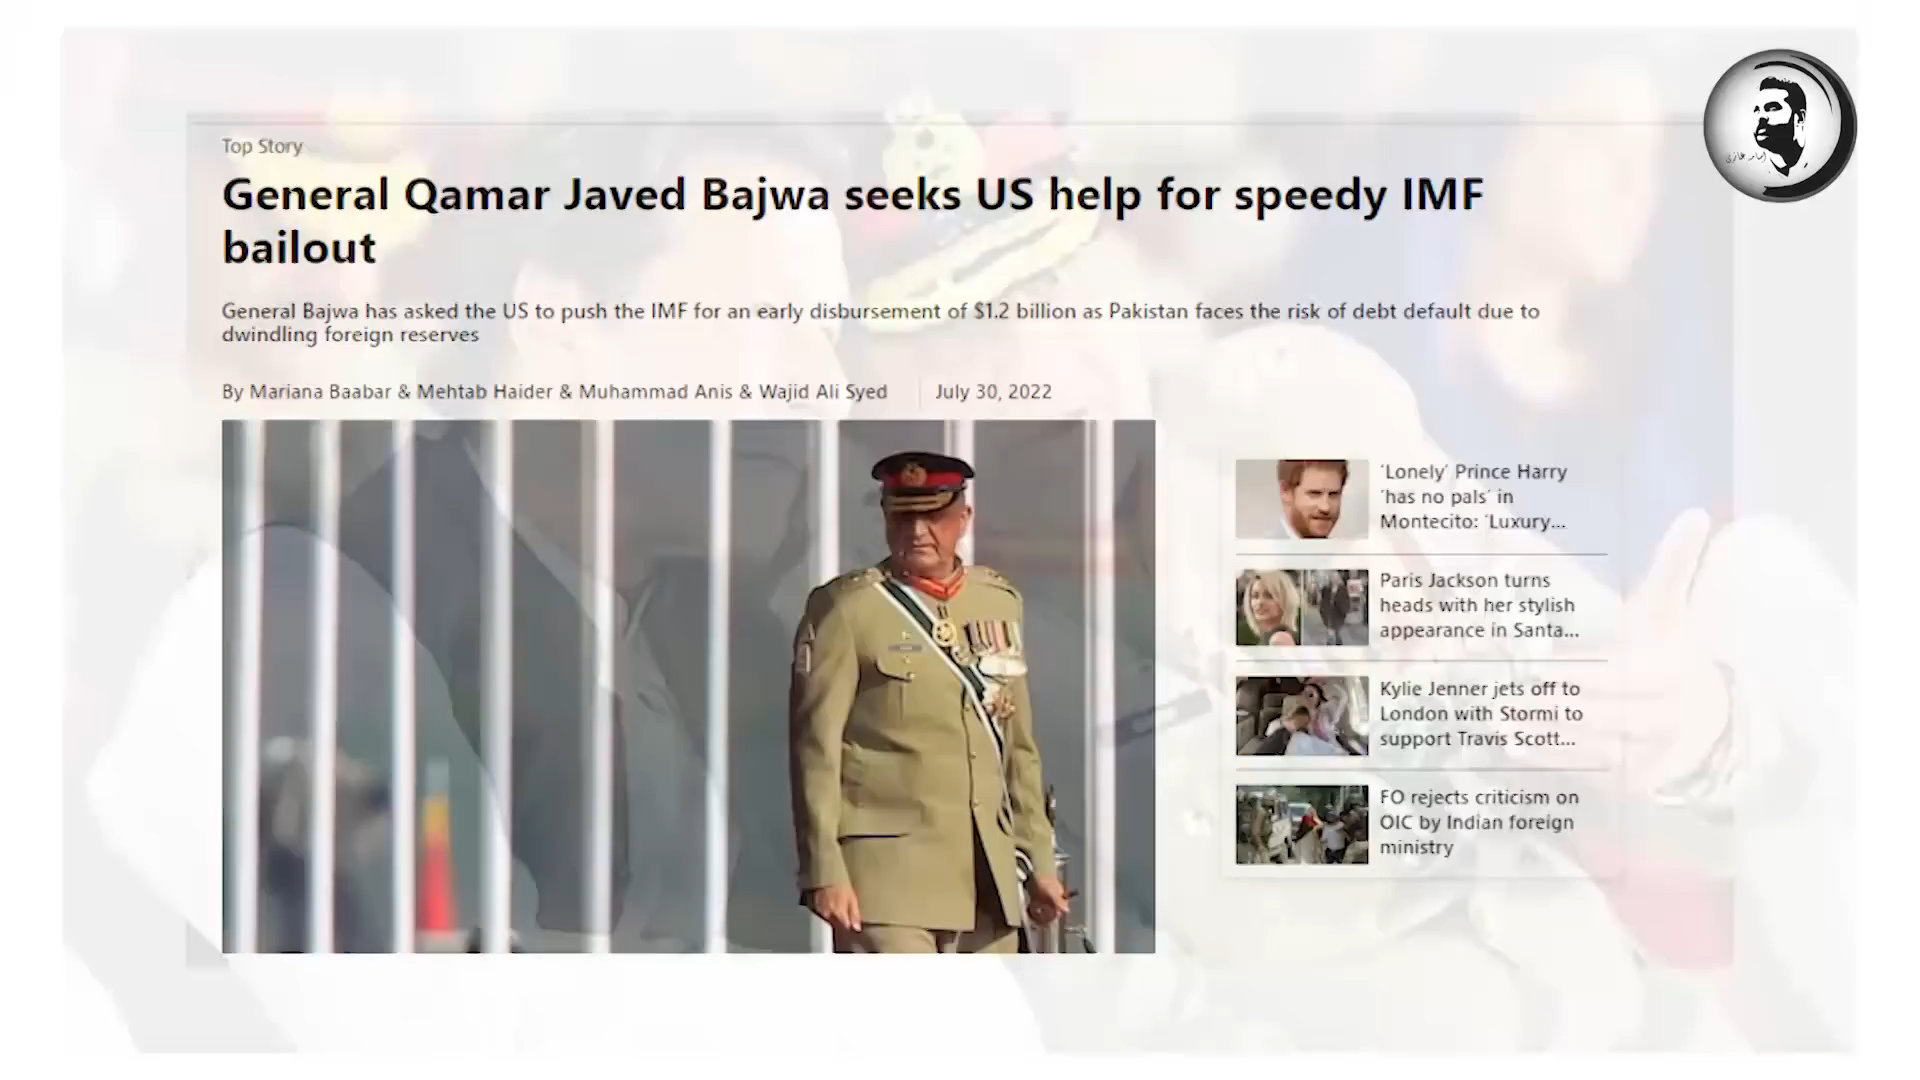 Top Story
General Qamar Javed Bajwa seeks US help for speedy IMF
bailout
General Bajwa has asked the US to push the IMF for an early disbursement of $1.2 billion as Pakistan faces the risk of debt default due to
dwindling foreign reserves
By Mariana Baabar & Mehtab Haider & Muhammad Anis & Wajid Ali Syed
July 30, 2022
'Lonely' Prince Harry
'has no pals' in
Montecito: 'Luxury...
Paris Jackson turns
heads with her stylish
appearance in Santa...
Kylie Jenner jets off to
London with Stormi to
support Travis Scott...
FO rejects criticism on
OIC by Indian foreign
ministry